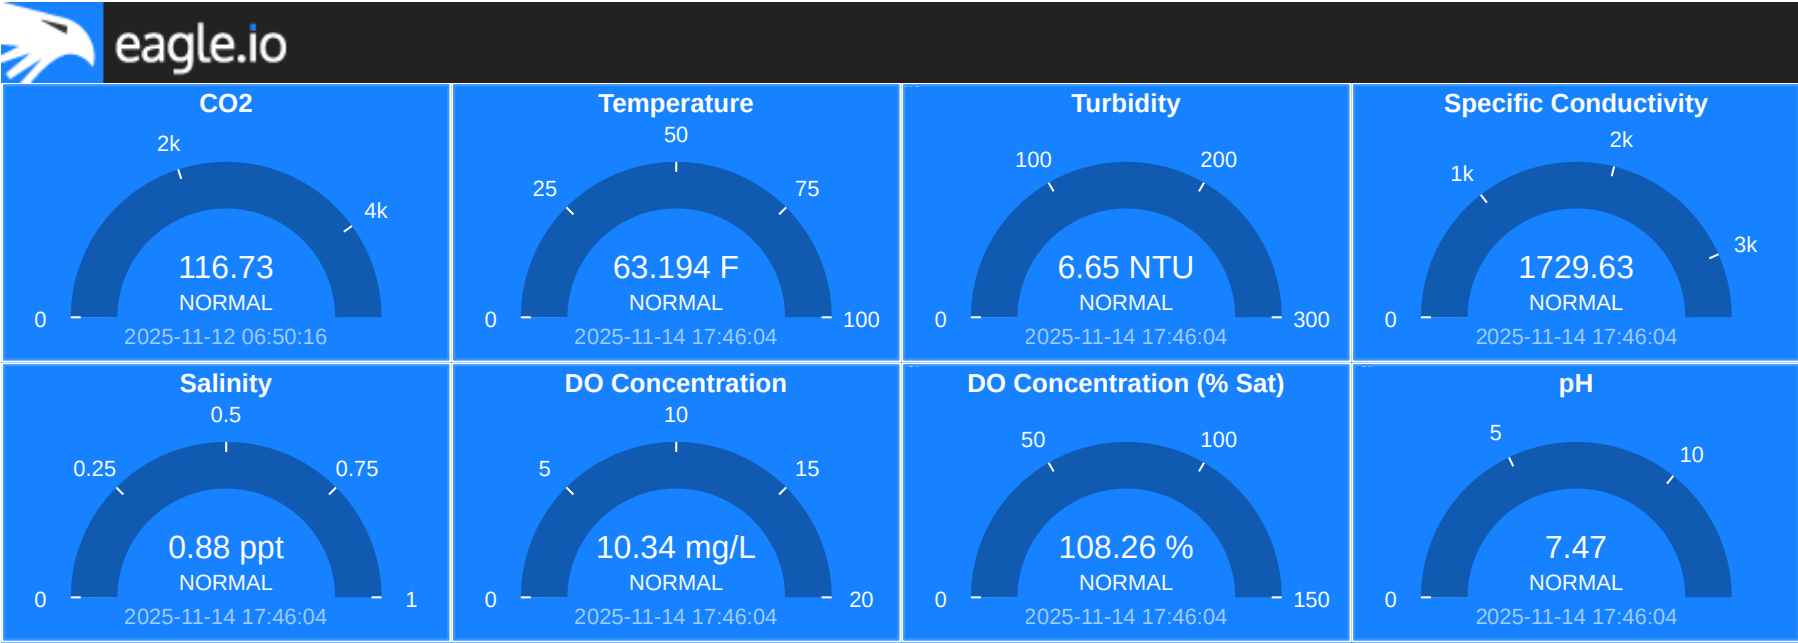 eagle.io
CO2
2k
4k
116.73
NORMAL
0
2025-11-12 06:50:16
Temperature
50
25
75
63.194 F
NORMAL
0
100
2025-11-14 17:46:04
Turbidity
100
200
6.65 NTU
NORMAL
0
300
2025-11-14 17:46:04
Specific Conductivity
2k
1k
3k
1729.63
NORMAL
0
2025-11-14 17:46:04
Salinity
0.5
0.25
0.75
0.88 ppt
NORMAL
0
1
2025-11-14 17:46:04
DO Concentration
10
5
15
10.34 mg/L
NORMAL
0
20
2025-11-14 17:46:04
DO Concentration (% Sat)
50
100
108.26 %
NORMAL
0
150
2025-11-14 17:46:04
pH
5
10
7.47
NORMAL
0
2025-11-14 17:46:04